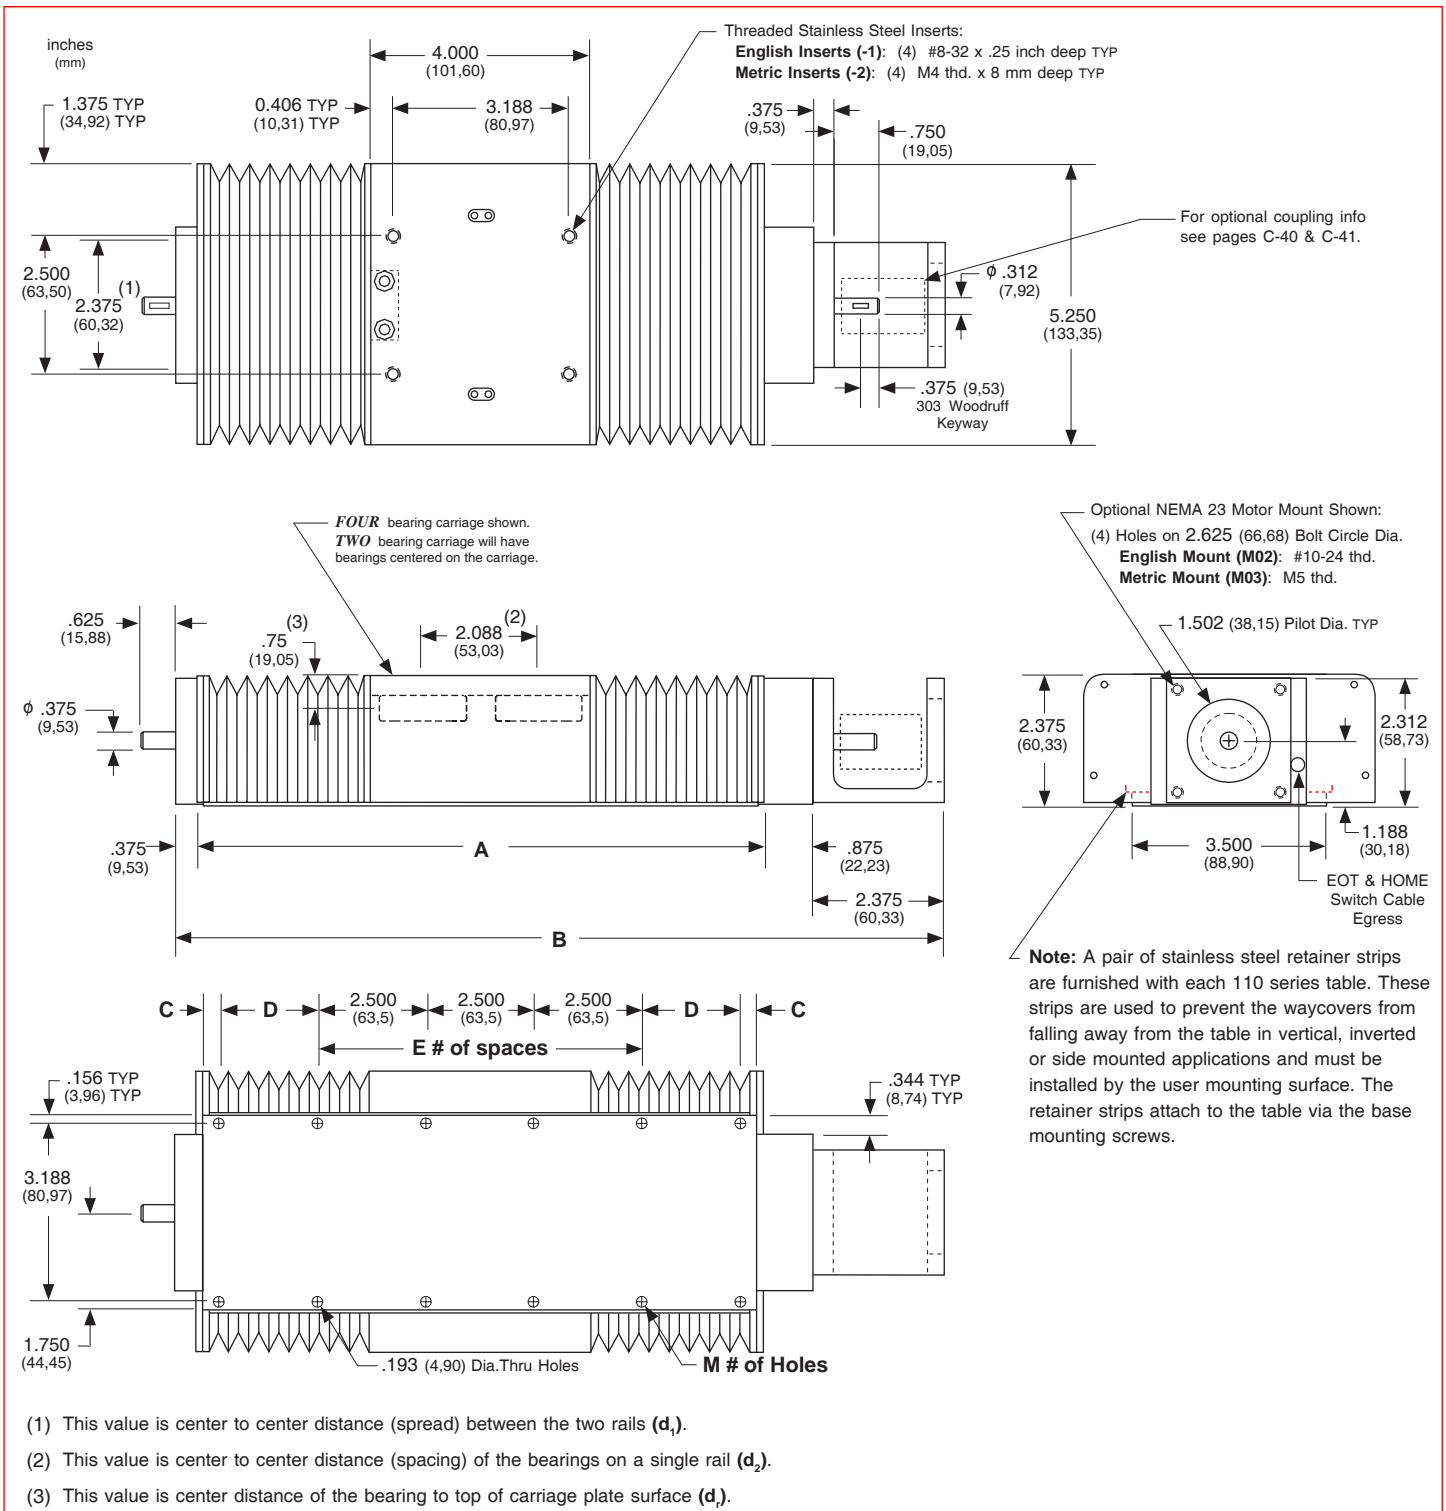 inches
(mm)
4.000
(101,60)
Threaded Stainless Steel Inserts:
English Inserts (-1): (4) #8-32 x .25 inch deep TYP
Metric Inserts (-2): (4) M4 thd. x 8 mm deep TYP
1.375 TYP
(34,92) TYP
0.406 TYP
(10,31) TYP
3.188
(80,97)
.375
(9,53)
.750
(19,05)
For optional coupling info
see pages C-40 & C-41.
2.500
(63,50)
(1)
2.375
(60,32)
ϕ .312
(7,92)
5.250
(133,35)
.375 (9,53)
303 Woodruff
Keyway
FOUR bearing carriage shown.
TWO bearing carriage will have
bearings centered on the carriage.
Optional NEMA 23 Motor Mount Shown:
(4) Holes on 2.625 (66,68) Bolt Circle Dia.
English Mount (M02): #10-24 thd.
Metric Mount (M03): M5 thd.
.625
(15,88)
(3)
.75
(19,05)
(2)
2.088
(53,03)
1.502 (38,15) Pilot Dia. TYP
ϕ .375
(9,53)
2.375
(60,33)
2.312
(58,73)
.375
(9,53)
A
.875
(22,23)
3.500
(88,90)
1.188
(30,18)
2.375
(60,33)
EOT & HOME
Switch Cable
Egress
B
Note: A pair of stainless steel retainer strips
are furnished with each 110 series table. These
strips are used to prevent the waycovers from
falling away from the table in vertical, inverted
or side mounted applications and must be
installed by the user mounting surface. The
retainer strips attach to the table via the base
mounting screws.
C
D
2.500
(63,5)
2.500
(63,5)
2.500
(63,5)
D
C
E # of spaces
.156 TYP
(3,96) TYP
.344 TYP
(8,74) TYP
3.188
(80,97)
1.750
(44,45)
.193 (4,90) Dia.Thru Holes
M # of Holes
(1) This value is center to center distance (spread) between the two rails (d₁).
(2) This value is center to center distance (spacing) of the bearings on a single rail (d₂).
(3) This value is center distance of the bearing to top of carriage plate surface (dᵣ).